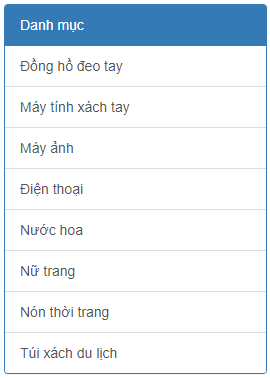 Danh mục
Đồng hồ đeo tay
Máy tính xách tay
Máy ảnh
Điện thoại
Nước hoa
Nữ trang
Nón thời trang
Túi xách du lịch